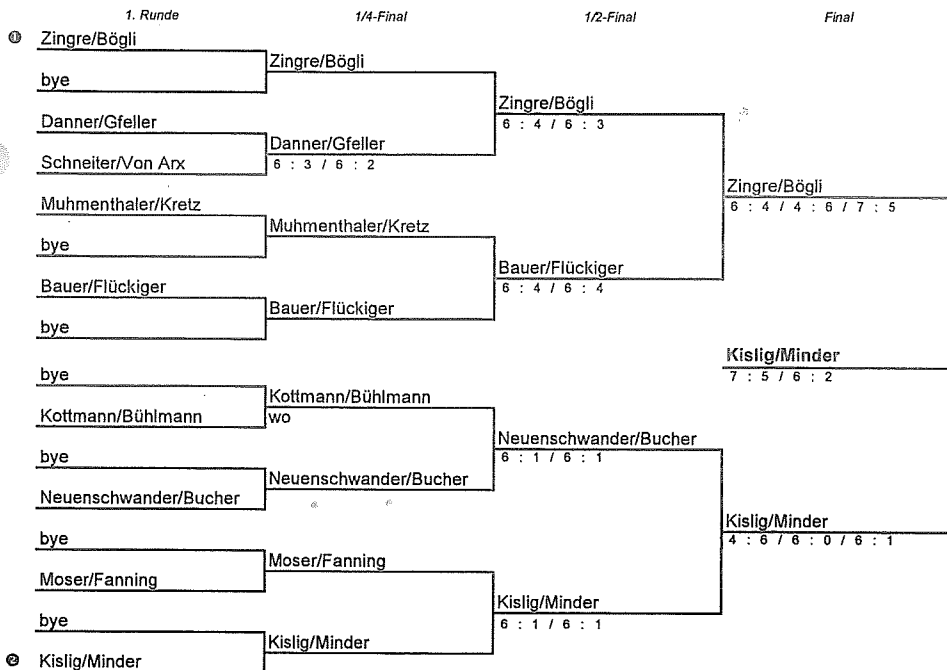 1. Runde 1/4-Final 1/2-Final Final
1 Zingre/Bögli
bye
Danner/Gfeller
Schneiter/Von Arx
Muhmenthaler/Kretz
bye
Bauer/Flückiger
bye
bye
Kottmann/Bühlmann
bye
Neuenschwander/Bucher
bye
Moser/Fanning
bye
2 Kislig/Minder
Zingre/Bögli
Danner/Gfeller
6 : 3 / 6 : 2
Muhmenthaler/Kretz
Bauer/Flückiger
Kottmann/Bühlmann
wo
Neuenschwander/Bucher
Moser/Fanning
Kislig/Minder
Zingre/Bögli
6 : 4 / 6 : 3
Bauer/Flückiger
6 : 4 / 6 : 4
Neuenschwander/Bucher
6 : 1 / 6 : 1
Kislig/Minder
6 : 1 / 6 : 1
Zingre/Bögli
6 : 4 / 4 : 6 / 7 : 5
Kislig/Minder
7 : 5 / 6 : 2
Kislig/Minder
4 : 6 / 6 : 0 / 6 : 1